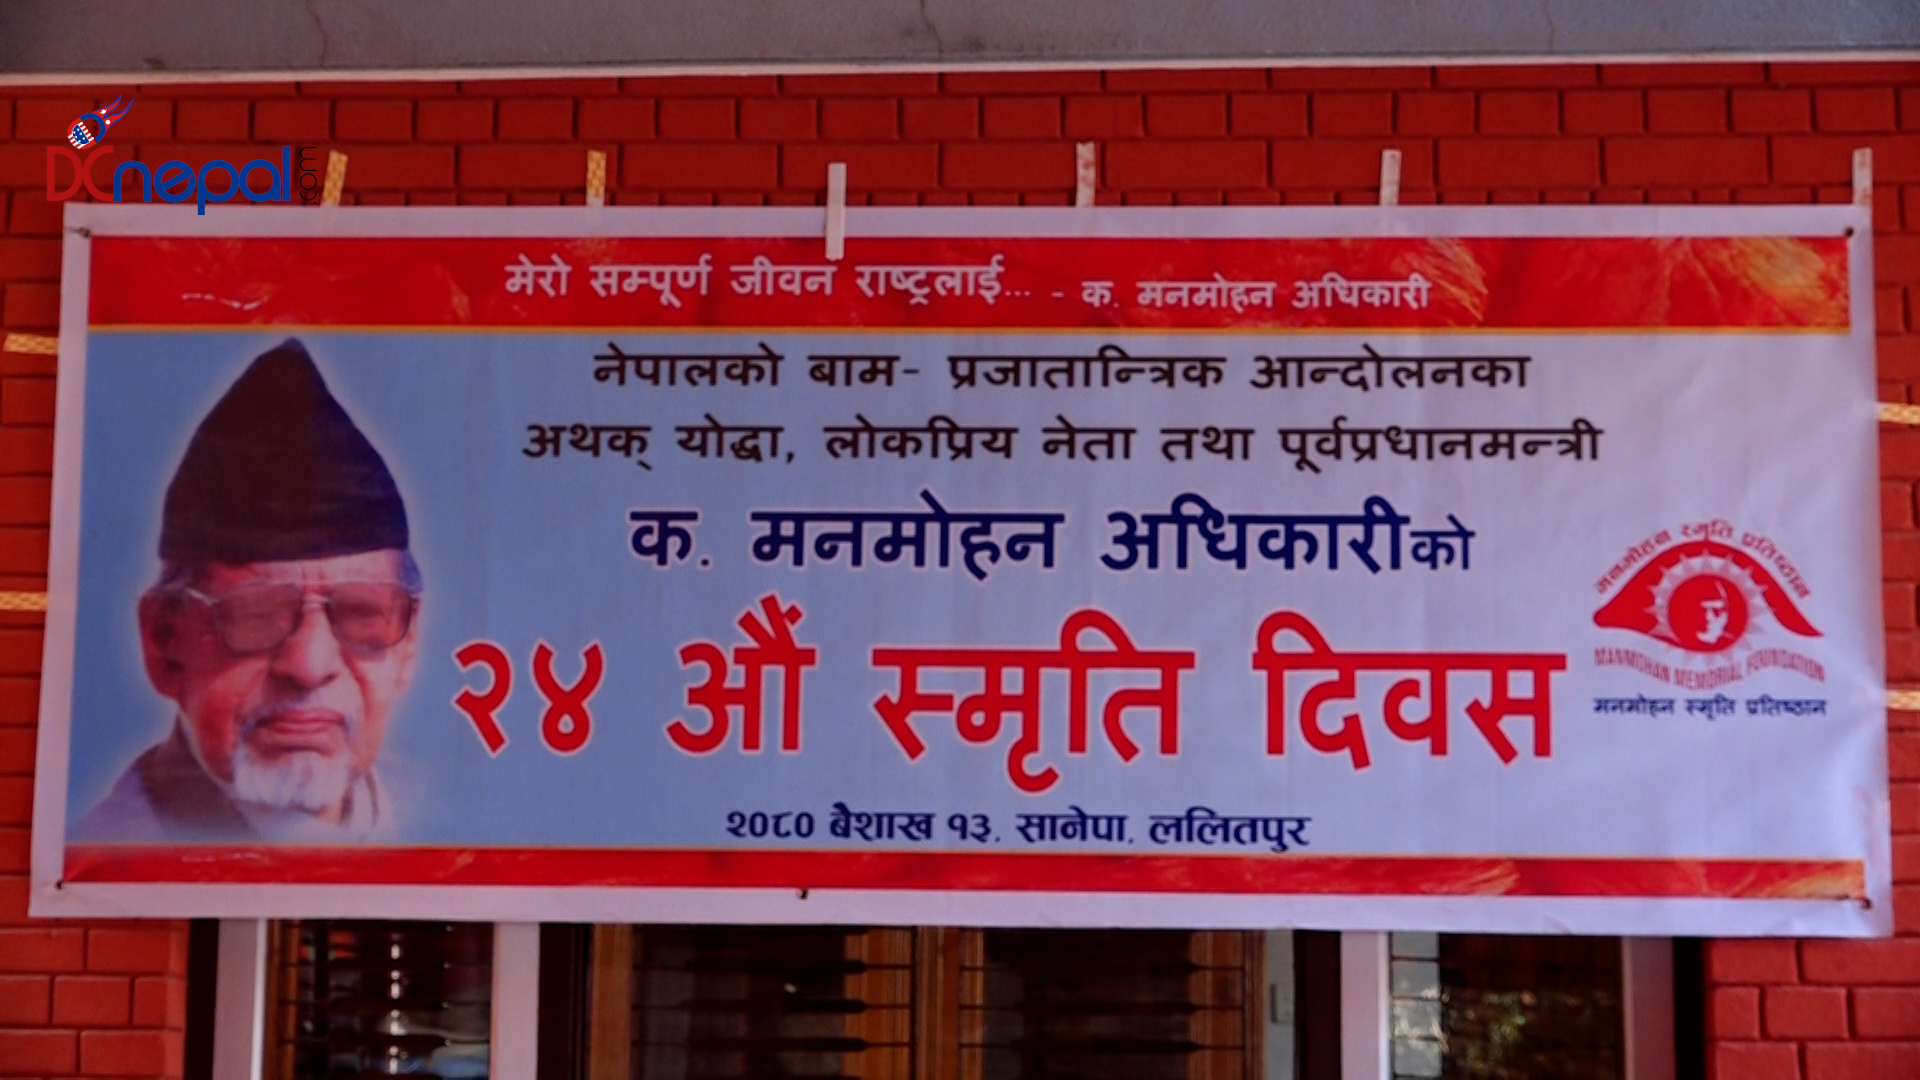 DCnepal.com
मेरो सम्पूर्ण जीवन राष्ट्रलाई... - क. मनमोहन अधिकारी
नेपालको बाम- प्रजातान्त्रिक आन्दोलनका
अथक् योद्धा, लोकप्रिय नेता तथा पूर्वप्रधानमन्त्री
क. मनमोहन अधिकारीको
२४ औं स्मृति दिवस
२०८० बैशाख १३, सानेपा, ललितपुर
मनमोहन स्मृति प्रतिष्ठान
MANMOHAN MEMORIAL FOUNDATION
मनमोहन स्मृति प्रतिष्ठान